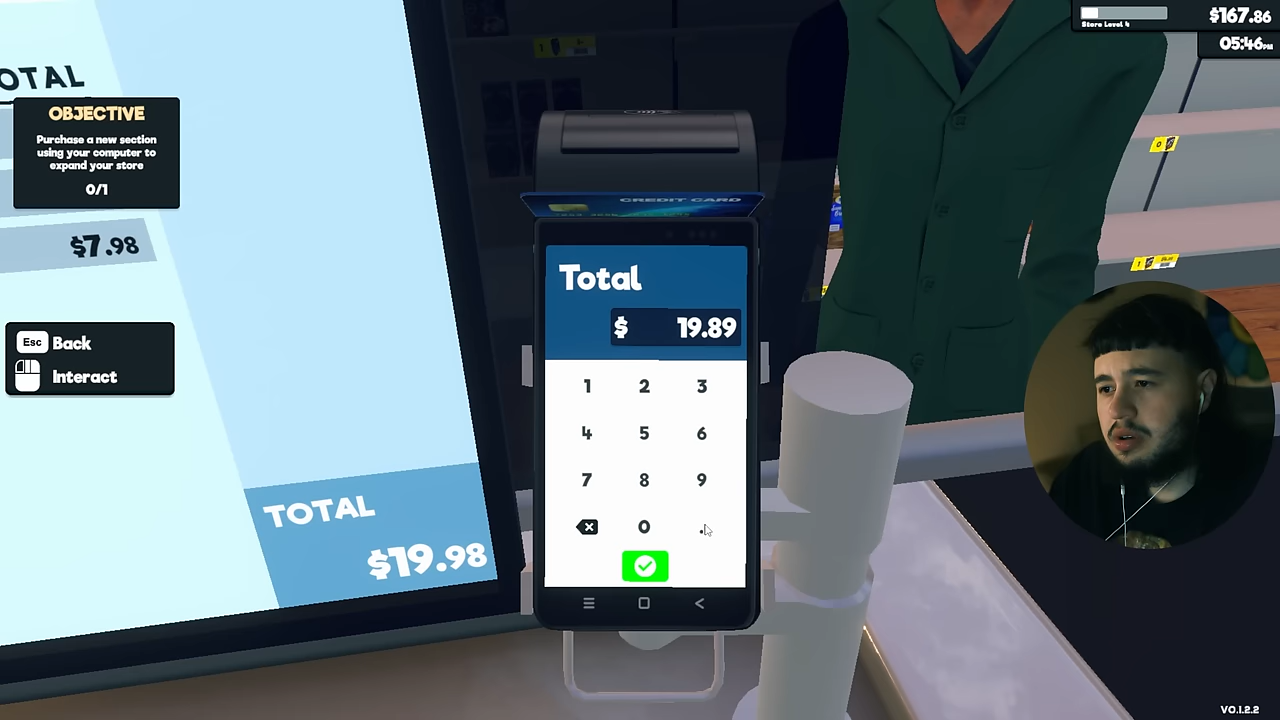 OTAL
OBJECTIVE
Purchase a new section
using your computer to
expand your store
0/1
$7.98
Esc Back
Interact
TOTAL
$19.98
CREDIT CARD
Total
$ 19.89
1 2 3
4 5 6
7 8 9
0 .
$167.86
Store Level 4
05:46PM
V0.1.2.2